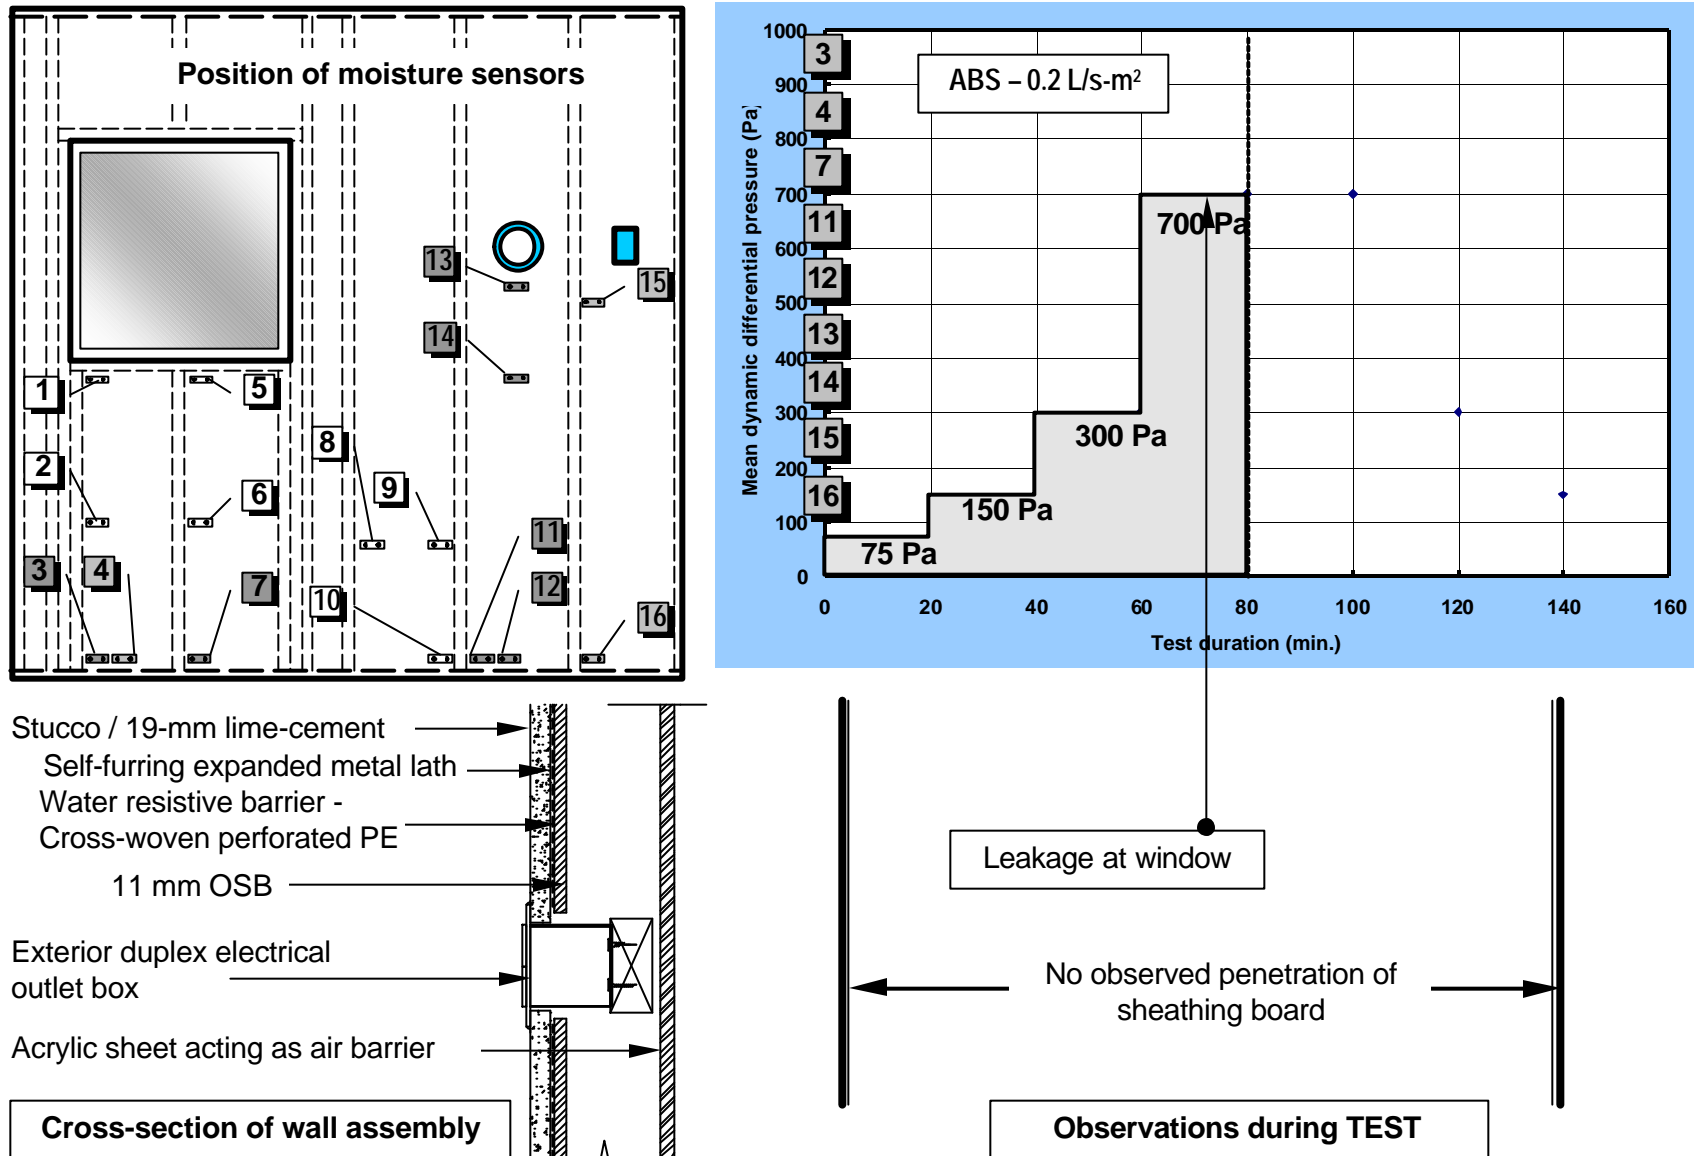 Position of moisture sensors
13
15
14
1
5
8
2
9
6
11
3
4
7
10
12
16
1000
900
800
700
600
500
400
300
200
100
0
Mean dynamic differential pressure (Pa)
3
4
7
11
12
13
14
15
16
ABS – 0.2 L/s-m²
700 Pa
300 Pa
150 Pa
75 Pa
0 20 40 60 80 100 120 140 160
Test duration (min.)
Stucco / 19-mm lime-cement
Self-furring expanded metal lath
Water resistive barrier -
Cross-woven perforated PE
11 mm OSB
Exterior duplex electrical
outlet box
Acrylic sheet acting as air barrier
Cross-section of wall assembly
Leakage at window
No observed penetration of
sheathing board
Observations during TEST